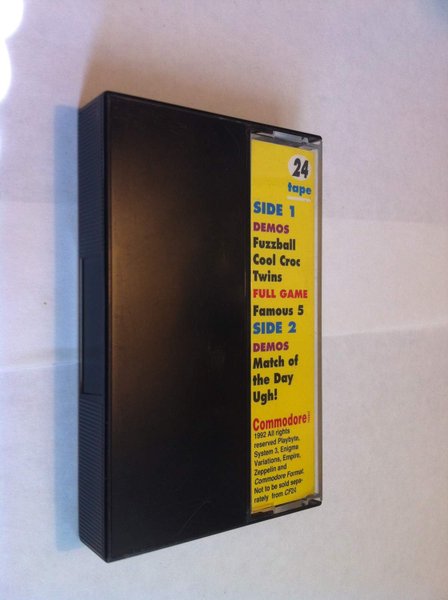 24
tape
SIDE 1
DEMOS
Fuzzball
Cool Croc
Twins
FULL GAME
Famous 5
SIDE 2
DEMOS
Match of
the Day
Ugh!
Commodore
1992 All rights
reserved Playbyte,
System 3, Enigma
Variations, Empire,
Zeppelin and
Commodore Format.
Not to be sold sepa-
rately from CF24